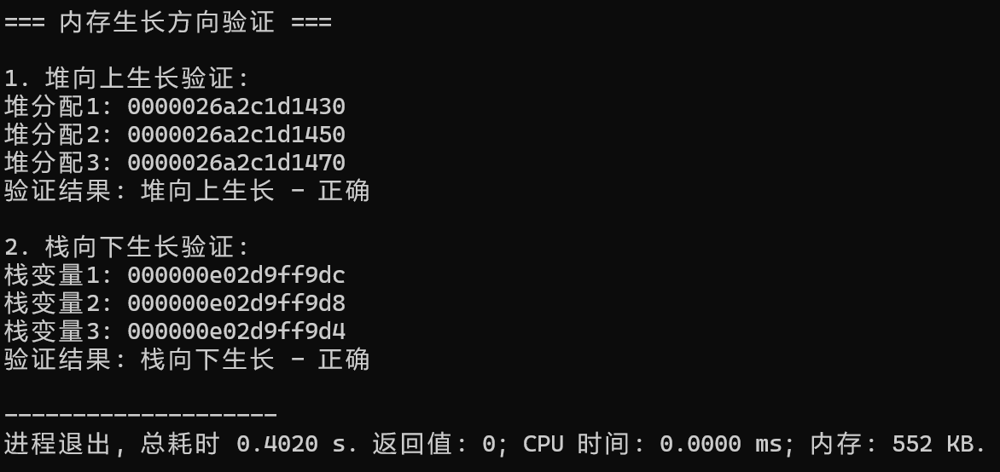 === 内存生长方向验证 ===
1. 堆向上生长验证:
堆分配1: 0000026a2c1d1430
堆分配2: 0000026a2c1d1450
堆分配3: 0000026a2c1d1470
验证结果: 堆向上生长 - 正确
2. 栈向下生长验证:
栈变量1: 000000e02d9ff9dc
栈变量2: 000000e02d9ff9d8
栈变量3: 000000e02d9ff9d4
验证结果: 栈向下生长 - 正确
--------------------
进程退出, 总耗时 0.4020 s. 返回值: 0; CPU 时间: 0.0000 ms; 内存: 552 KB.